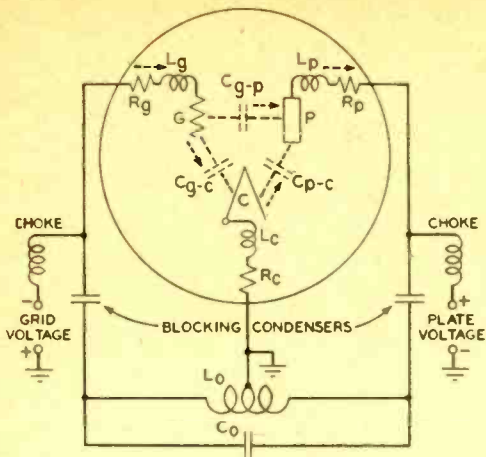 Lg
Lp
Rg
Cg-p
Rp
G
P
Cg-c
C
Cp-c
Lc
Rc
CHOKE
CHOKE
-
GRID
VOLTAGE
+
BLOCKING CONDENSERS
+
PLATE
VOLTAGE
-
Lo
Co